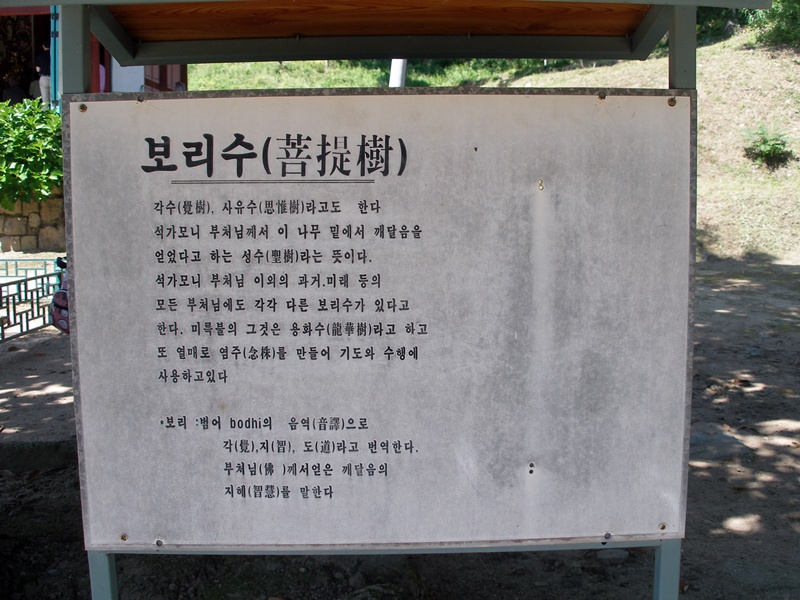 보리수(菩提樹)
각수(覺樹), 사유수(思惟樹)라고도 한다
석가모니 부처님께서 이 나무 밑에서 깨달음을
얻었다고 하는 성수(聖樹)라는 뜻이다.
석가모니 부처님 이외의 과거.미래 등의
모든 부처님에도 각각 다른 보리수가 있다고
한다. 미륵불의 그것은 용화수(龍華樹)라고 하고
또 열매로 염주(念株)를 만들어 기도와 수행에
사용하고있다
•보리 :범어 bodhi의 음역(音譯)으로
각(覺),지(智), 도(道)라고 번역한다.
부처님(佛 )께서얻은 깨달음의
지혜(智慧)를 말한다